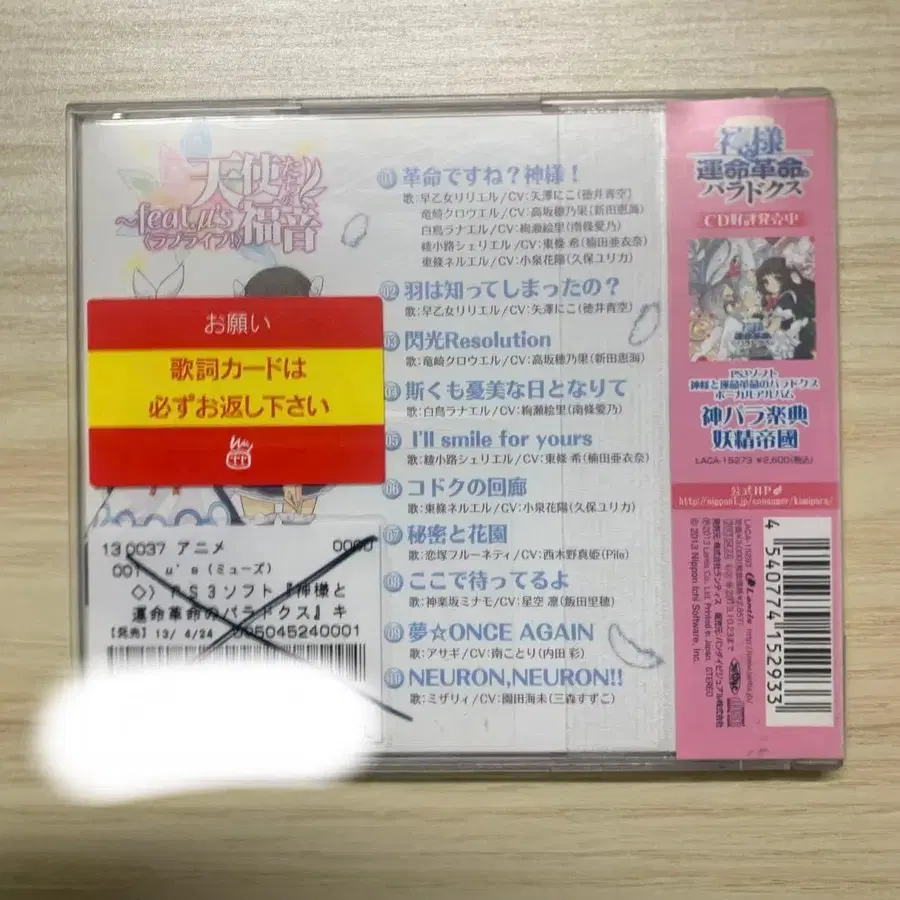 天使たちの福音
～feat.μ's
(ラブライブ!)
01 革命ですね?神様!
歌:早乙女リリエル/CV:矢澤にこ(徳井青空)
竜崎クロウエル/CV:高坂穂乃果(新田恵海)
白鳥ラナエル/CV:絢瀬絵里(南條愛乃)
綾小路シェリエル/CV:東條 希(楠田亜衣奈)
東條ネルエル/CV:小泉花陽(久保ユリカ)
02 羽は知ってしまったの?
歌:早乙女リリエル/CV:矢澤にこ(徳井青空)
03 閃光Resolution
歌:竜崎クロウエル/CV:高坂穂乃果(新田恵海)
04 斯くも憂美な日となりて
歌:白鳥ラナエル/CV:絢瀬絵里(南條愛乃)
05 I'll smile for yours
歌:綾小路シェリエル/CV:東條 希(楠田亜衣奈)
06 コドクの回廊
歌:東條ネルエル/CV:小泉花陽(久保ユリカ)
07 秘密と花園
歌:恋塚フルーネティ/CV:西木野真姫(Pile)
08 ここで待ってるよ
歌:神楽坂ミナモ/CV:星空 凛(飯田里穂)
09 夢☆ONCE AGAIN
歌:アサギ/CV:南ことり(内田 彩)
10 NEURON,NEURON!!
歌:ミザリィ/CV:園田海未(三森すずこ)
お願い
歌詞カードは
必ずお返し下さい
13 0037 アニメ 0000
001 μ's(ミューズ)
◇)PS3ソフト『神様と
運命革命のパラドクス』キ
【発売】13/ 4/24 005045240001
神様と
運命革命の
パラドクス
CD好評発売中
PS3ソフト
神様と運命革命のパラドクス
ボーカルアルバム
神パラ楽典
妖精帝國
LACA-15273 ¥2,600(税込)
公式HP
http://nippon1.jp/consumer/kamipara/
LACA-15293
Lantis
℗2013 Lantis Co., Ltd. Printed in Japan. STEREO
© 2013 Nippon Ichi Software, Inc.
4 540774 152933